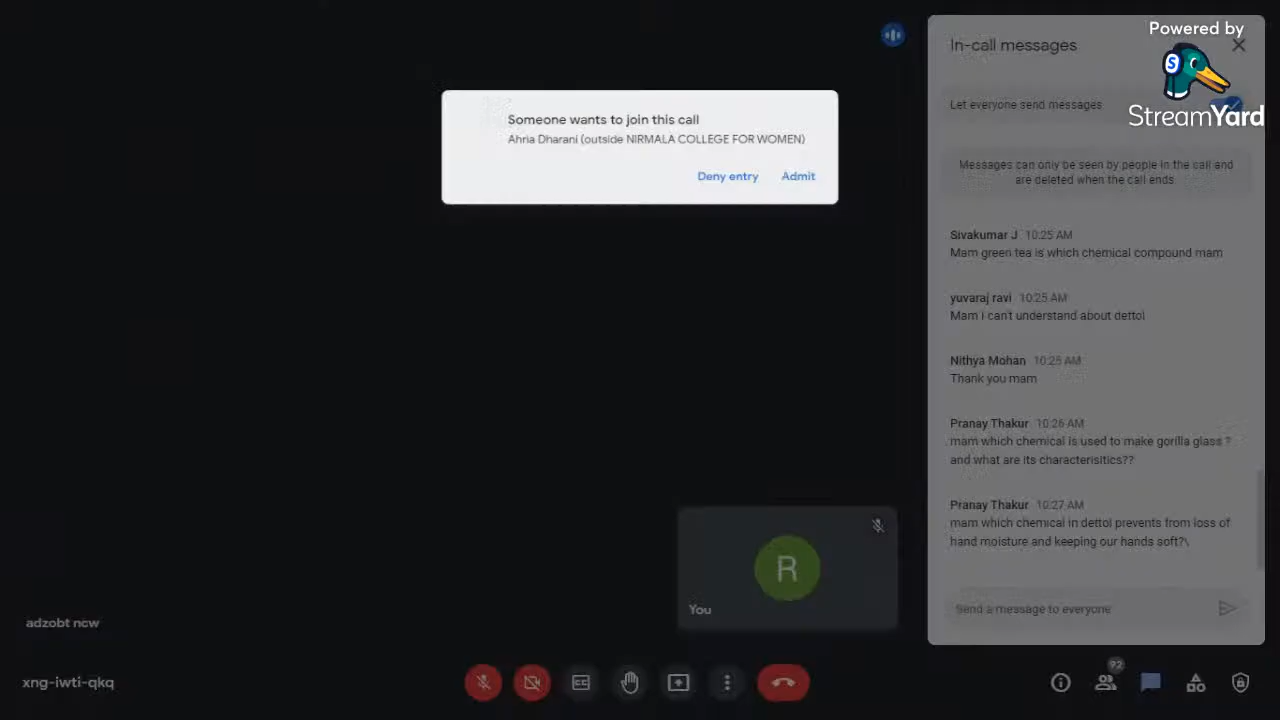 Powered by
StreamYard
In-call messages
Let everyone send messages
Messages can only be seen by people in the call and
are deleted when the call ends
Someone wants to join this call
Ahria Dharani (outside NIRMALA COLLEGE FOR WOMEN)
Deny entry Admit
Sivakumar J 10:25 AM
Mam green tea is which chemical compound mam
yuvaraj ravi 10:25 AM
Mam i can't understand about dettol
Nithya Mohan 10:25 AM
Thank you mam
Pranay Thakur 10:26 AM
mam which chemical is used to make gorilla glass ?
and what are its characterisitics??
Pranay Thakur 10:27 AM
mam which chemical in dettol prevents from loss of
hand moisture and keeping our hands soft?\
Send a message to everyone
R
You
adzobt ncw
xng-iwti-qkq
CC
92